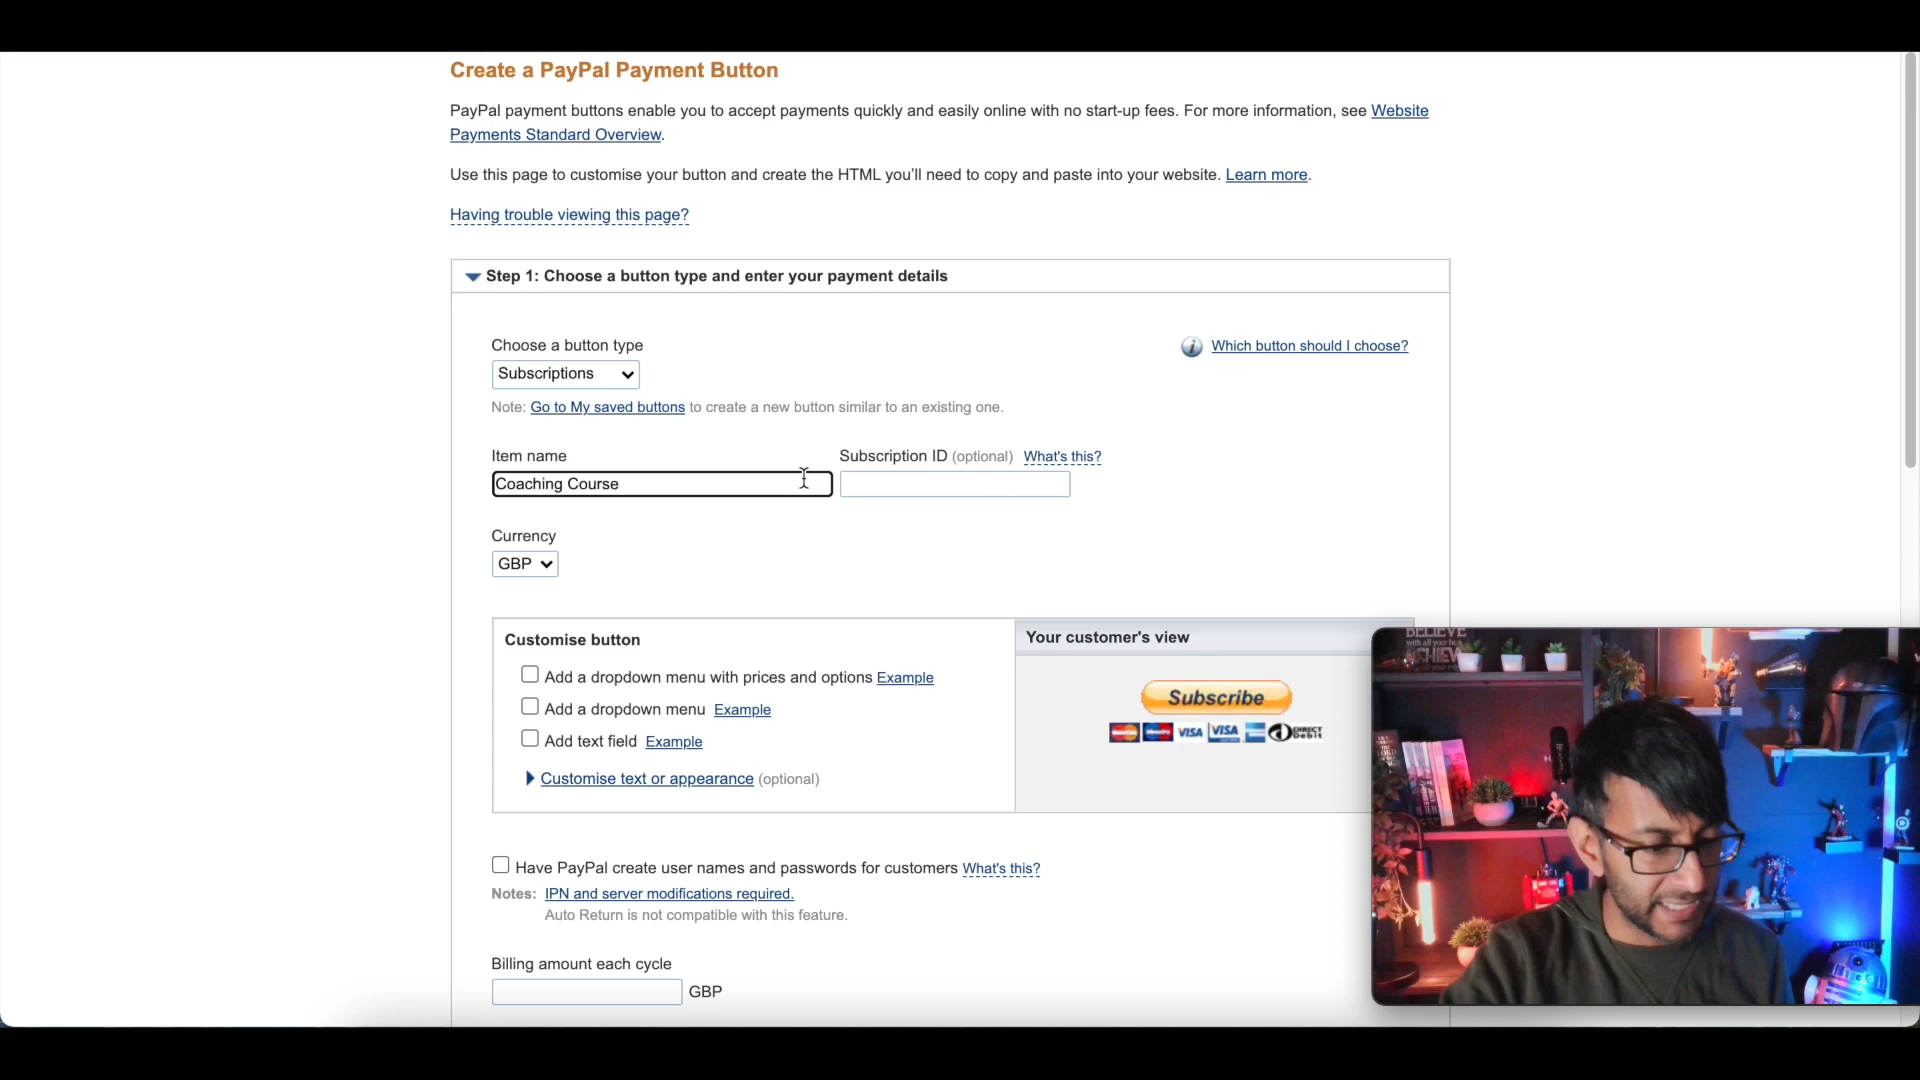 Create a PayPal Payment Button
PayPal payment buttons enable you to accept payments quickly and easily online with no start-up fees. For more information, see Website
Payments Standard Overview.
Use this page to customise your button and create the HTML you'll need to copy and paste into your website. Learn more.
Having trouble viewing this page?
Step 1: Choose a button type and enter your payment details
Choose a button type
Which button should I choose?
Subscriptions
Note: Go to My saved buttons to create a new button similar to an existing one.
Item name
Subscription ID (optional) What's this?
Coaching Course
Currency
GBP
Customise button
Your customer's view
Add a dropdown menu with prices and options Example
Add a dropdown menu Example
Add text field Example
Customise text or appearance (optional)
Subscribe
VISA VISA DIRECT Debit
BELIEVE
with all your
Have PayPal create user names and passwords for customers What's this?
Notes: IPN and server modifications required.
Auto Return is not compatible with this feature.
Billing amount each cycle
GBP